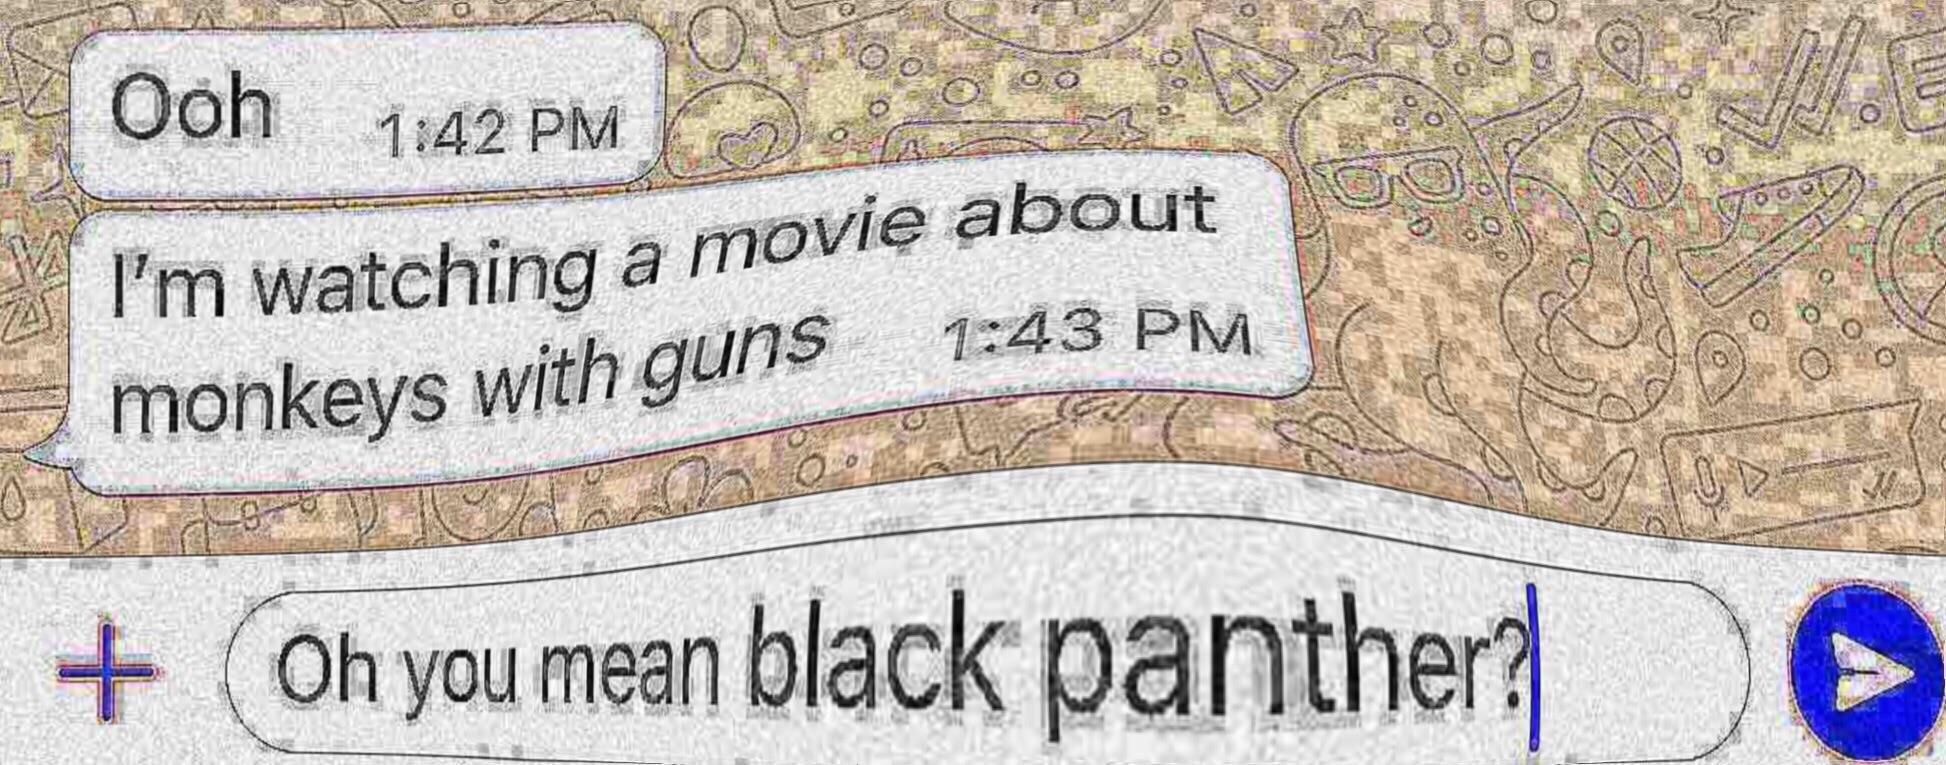 Ooh
1:42 PM
I'm watching a movie about
monkeys with guns
1:43 PM
Oh you mean black panther?